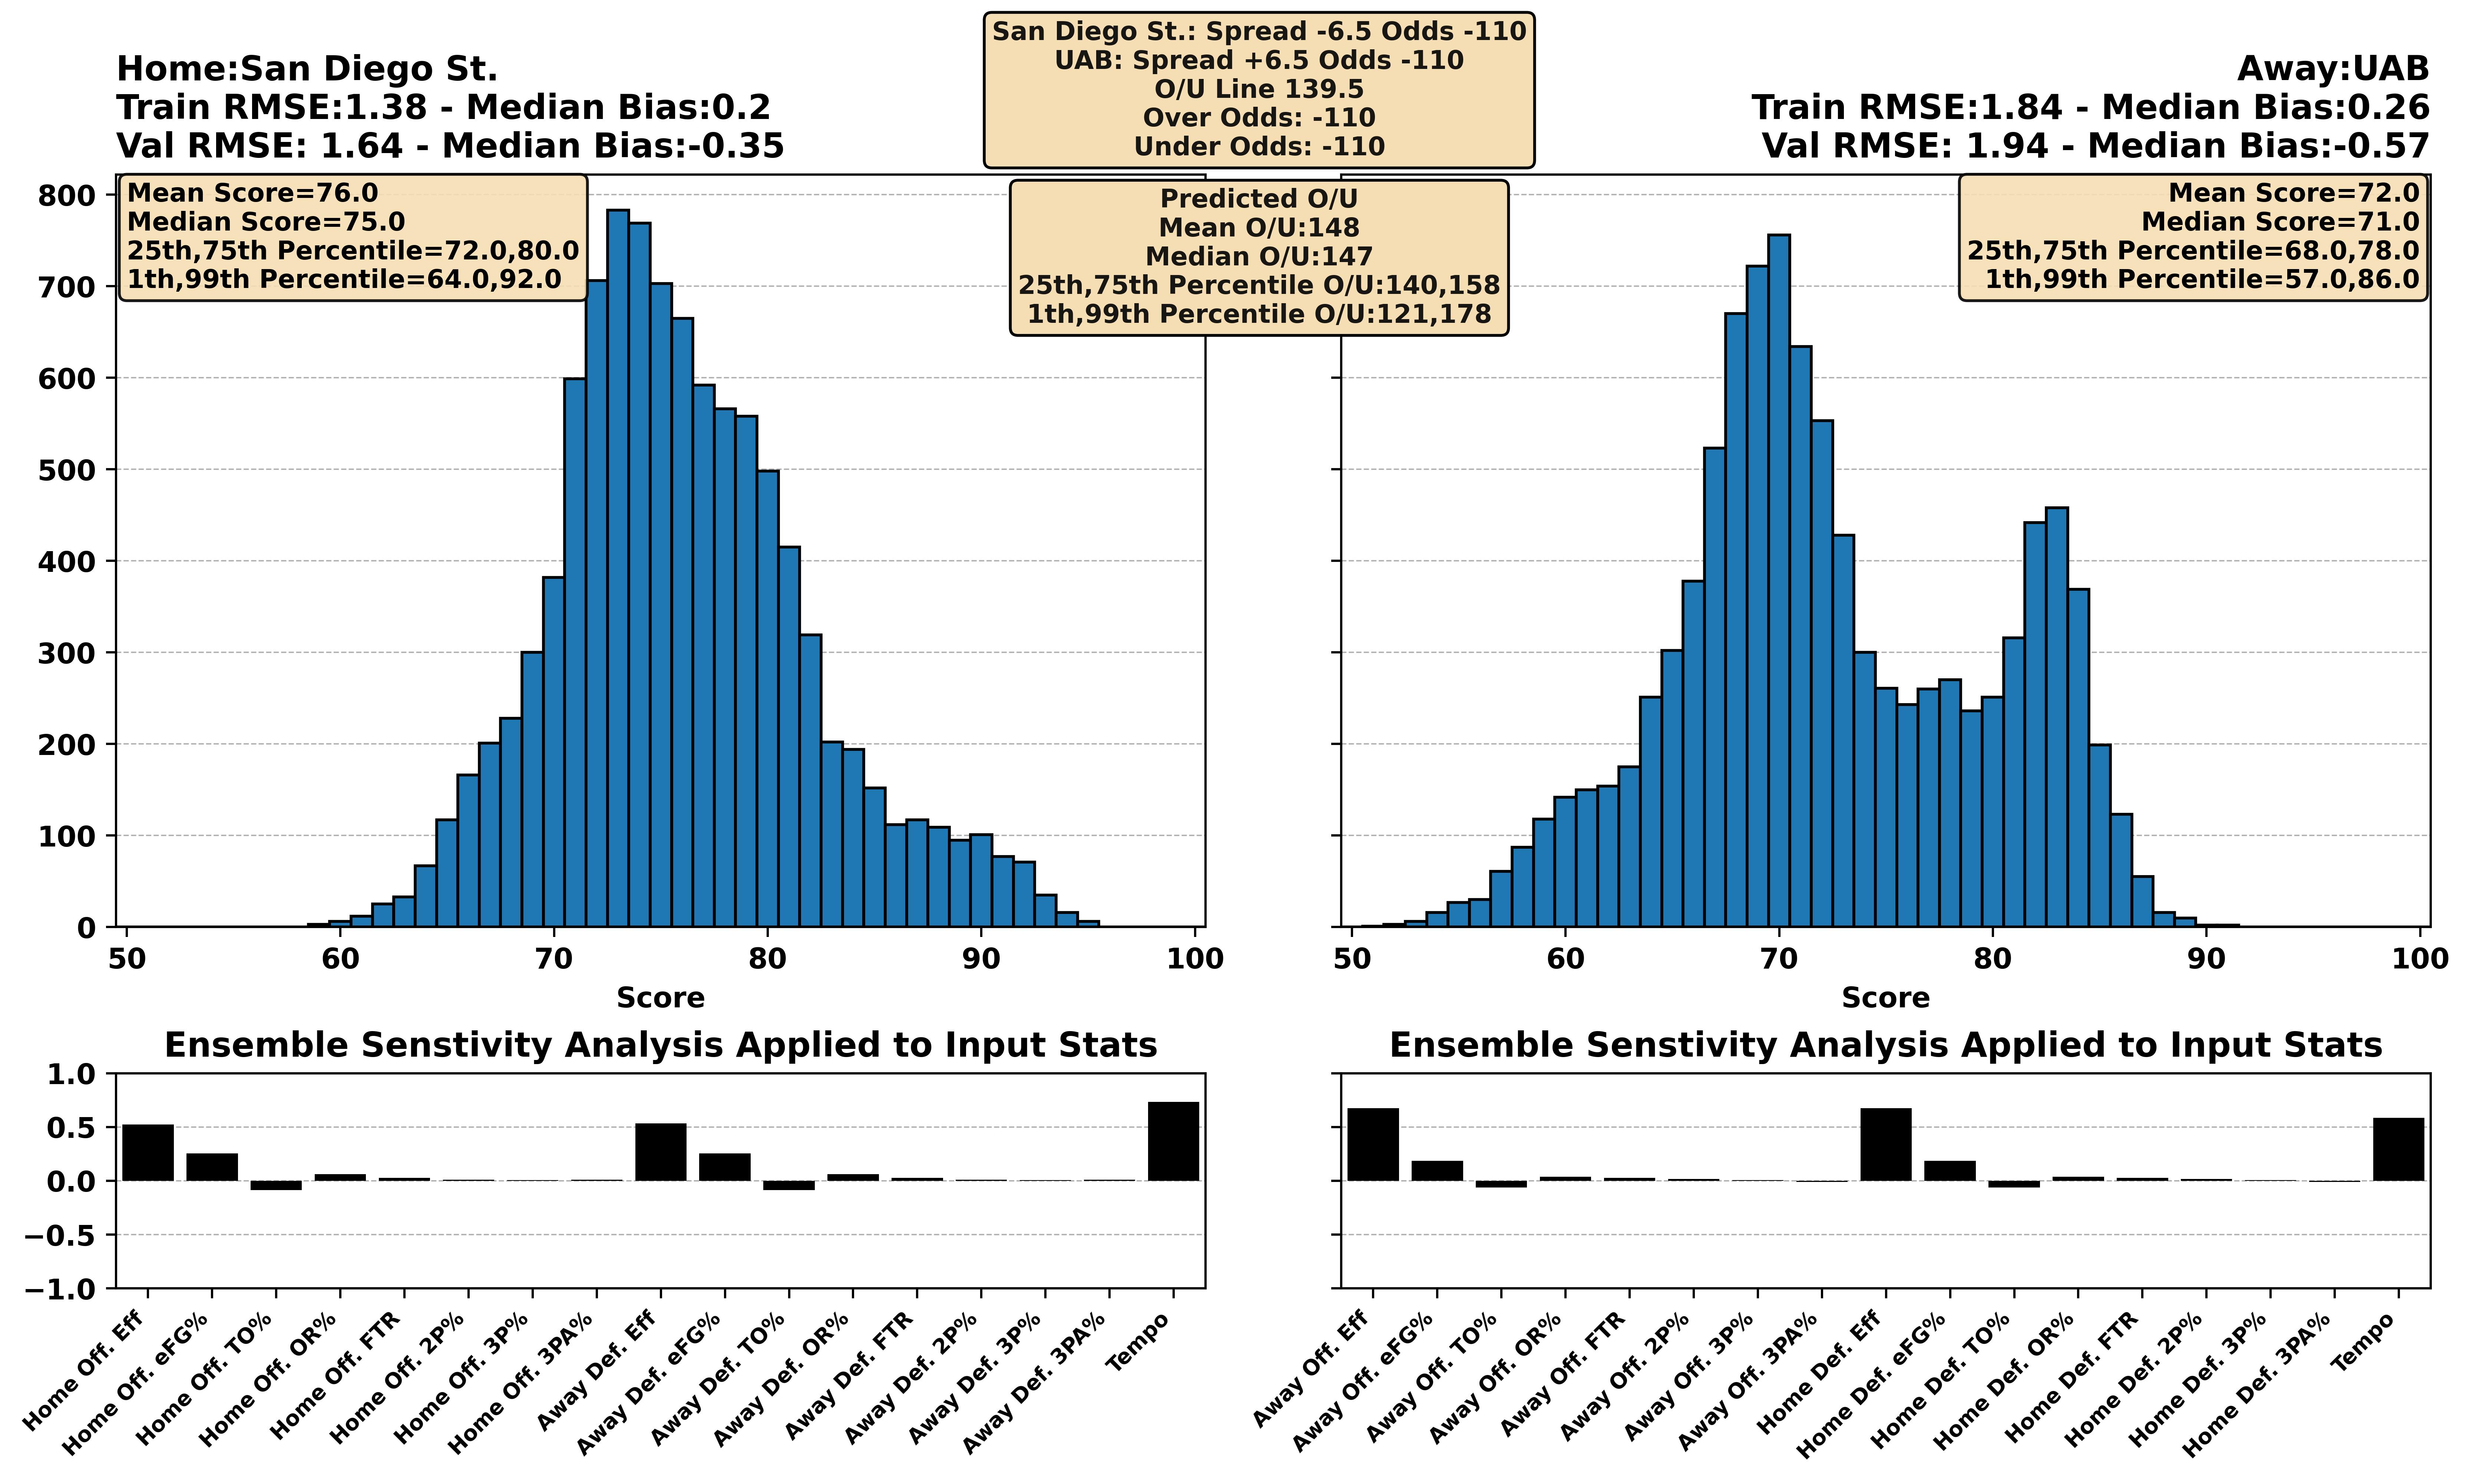 San Diego St.: Spread -6.5 Odds -110
UAB: Spread +6.5 Odds -110
O/U Line 139.5
Over Odds: -110
Under Odds: -110
Home:San Diego St.
Train RMSE:1.38 - Median Bias:0.2
Val RMSE: 1.64 - Median Bias:-0.35
Away:UAB
Train RMSE:1.84 - Median Bias:0.26
Val RMSE: 1.94 - Median Bias:-0.57
Mean Score=76.0
Median Score=75.0
25th,75th Percentile=72.0,80.0
1th,99th Percentile=64.0,92.0
Predicted O/U
Mean O/U:148
Median O/U:147
25th,75th Percentile O/U:140,158
1th,99th Percentile O/U:121,178
Mean Score=72.0
Median Score=71.0
25th,75th Percentile=68.0,78.0
1th,99th Percentile=57.0,86.0
800
700
600
500
400
300
200
100
0
50 60 70 80 90 100
Score
50 60 70 80 90 100
Score
Ensemble Senstivity Analysis Applied to Input Stats
1.0
0.5
0.0
−0.5
−1.0
Home Off. Eff
Home Off. eFG%
Home Off. TO%
Home Off. OR%
Home Off. FTR
Home Off. 2P%
Home Off. 3P%
Home Off. 3PA%
Away Def. Eff
Away Def. eFG%
Away Def. TO%
Away Def. OR%
Away Def. FTR
Away Def. 2P%
Away Def. 3P%
Away Def. 3PA%
Tempo
Ensemble Senstivity Analysis Applied to Input Stats
Away Off. Eff
Away Off. eFG%
Away Off. TO%
Away Off. OR%
Away Off. FTR
Away Off. 2P%
Away Off. 3P%
Away Off. 3PA%
Home Def. Eff
Home Def. eFG%
Home Def. TO%
Home Def. OR%
Home Def. FTR
Home Def. 2P%
Home Def. 3P%
Home Def. 3PA%
Tempo